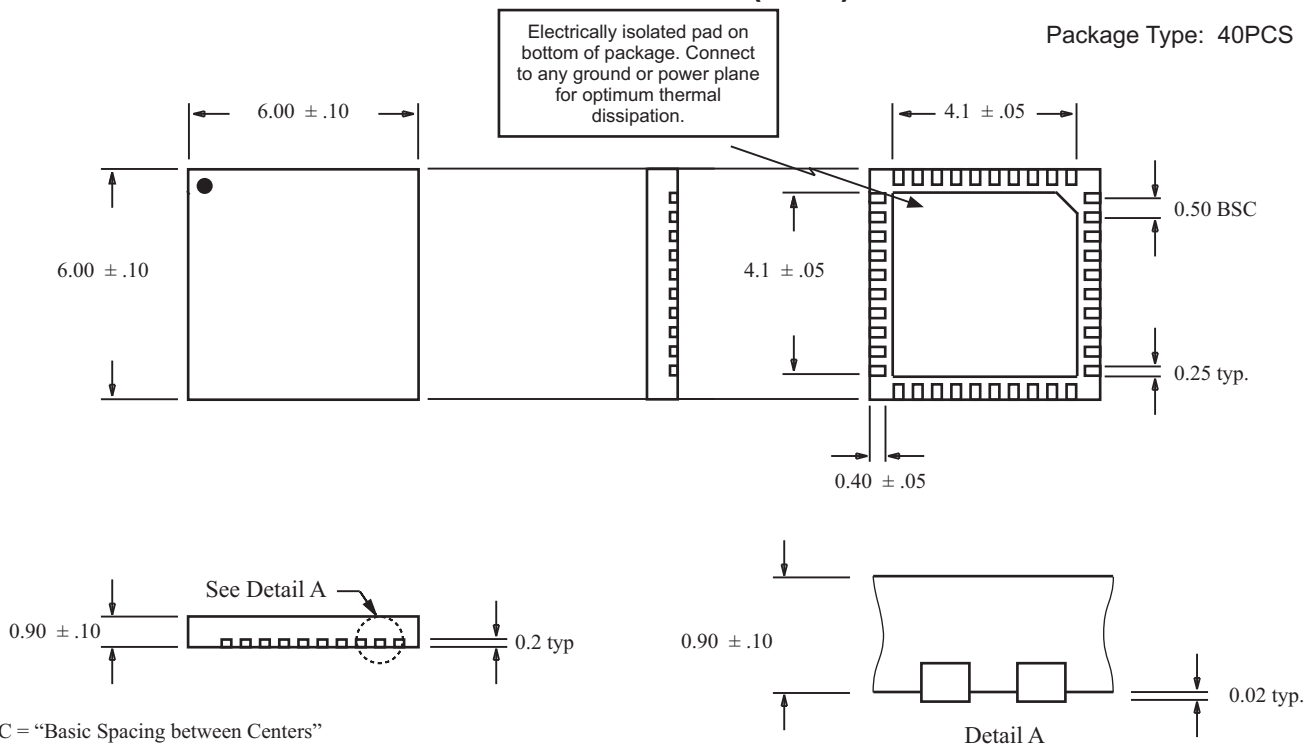 Electrically isolated pad on
bottom of package. Connect
to any ground or power plane
for optimum thermal
dissipation.
Package Type: 40PCS
6.00 ± .10
4.1 ± .05
6.00 ± .10
4.1 ± .05
0.50 BSC
0.25 typ.
0.40 ± .05
See Detail A
0.90 ± .10
0.2 typ
0.90 ± .10
0.02 typ.
Detail A
C = “Basic Spacing between Centers”